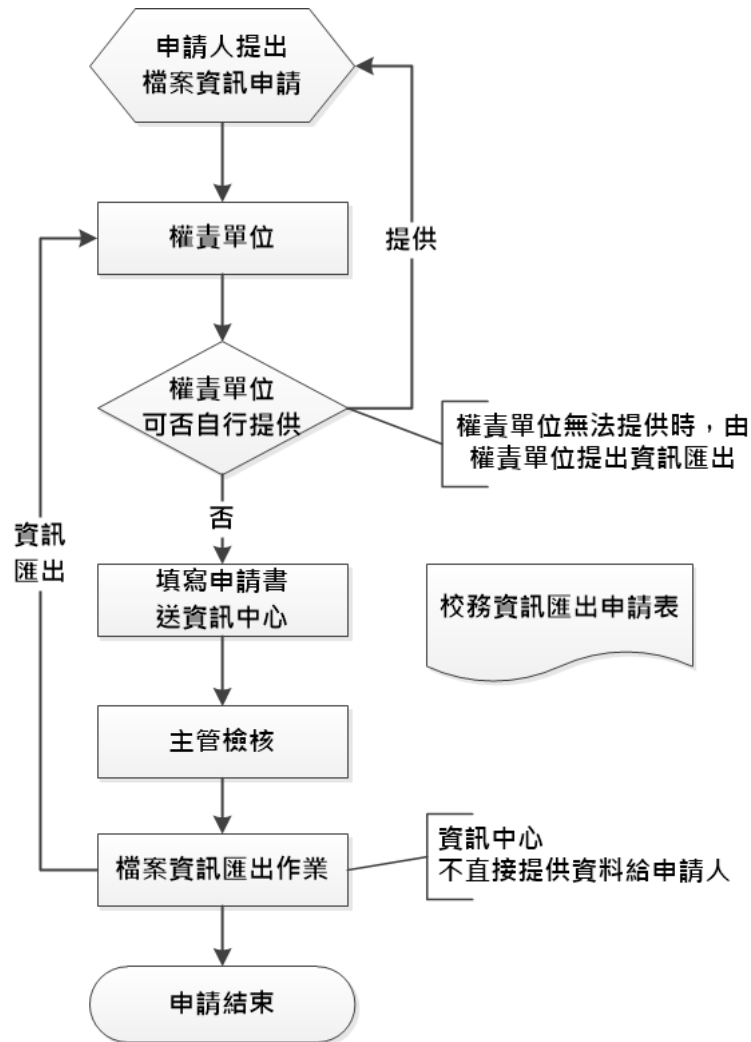 申請人提出
檔案資訊申請
權責單位
提供
權責單位
可否自行提供
權責單位無法提供時，由
權責單位提出資訊匯出
否
資訊
匯出
填寫申請書
送資訊中心
校務資訊匯出申請表
主管檢核
檔案資訊匯出作業
資訊中心
不直接提供資料給申請人
申請結束